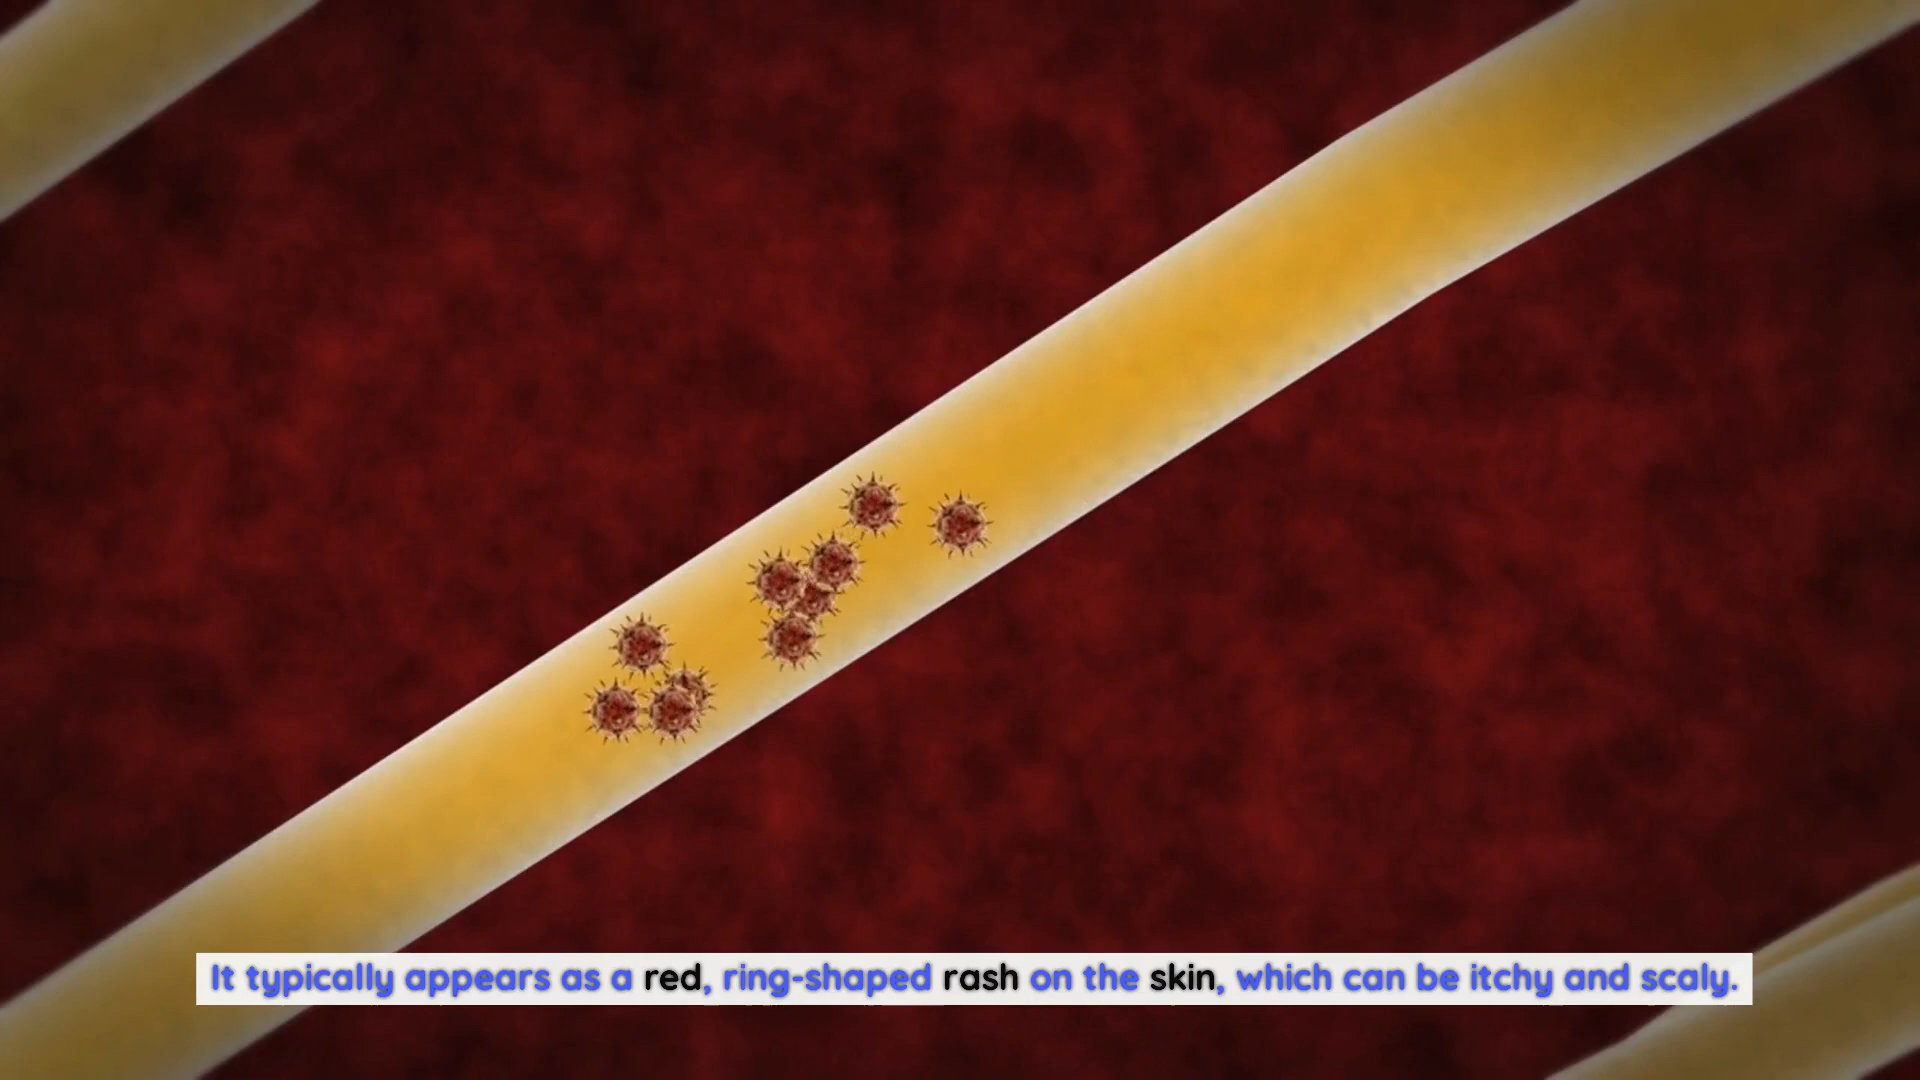 It typically appears as a red, ring-shaped rash on the skin, which can be itchy and scaly.